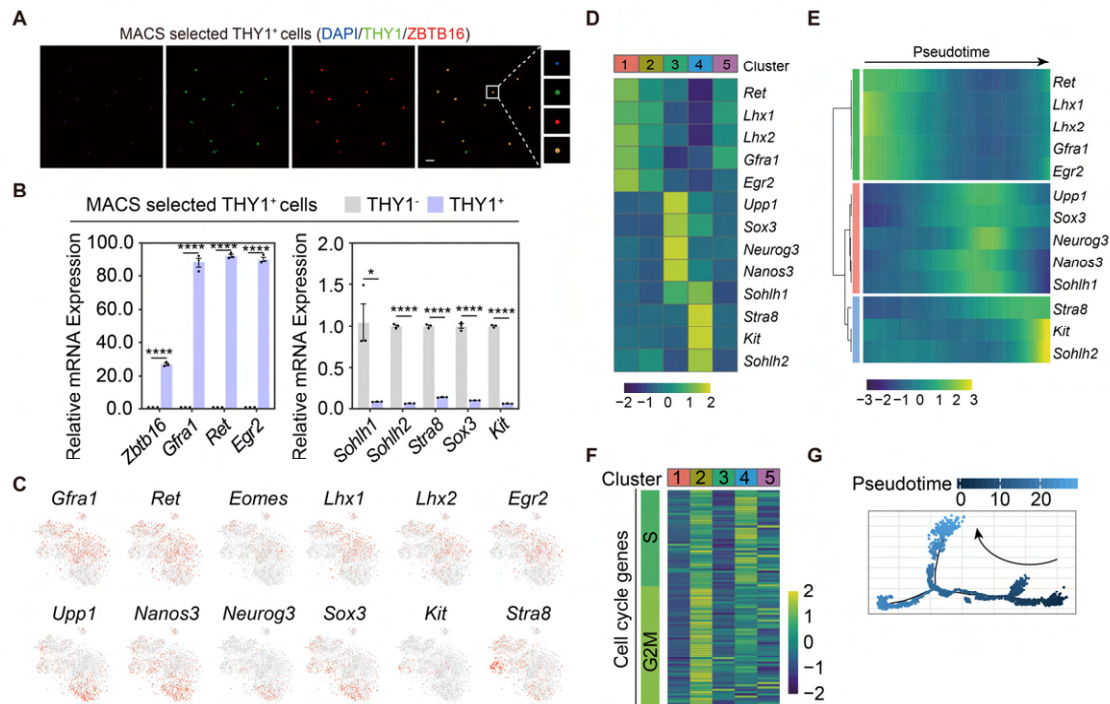 A
MACS selected THY1⁺ cells (DAPI/THY1/ZBTB16)
B
MACS selected THY1⁺ cells THY1⁻ THY1⁺
Relative mRNA Expression
100.0
80.0
60.0
40.0
20.0
0.0
****
****
****
****
Zbtb16
Gfra1
Ret
Egr2
Relative mRNA Expression
2.0
1.5
1.0
0.5
0.0
*
****
****
****
****
Sohlh1
Sohlh2
Stra8
Sox3
Kit
C
Gfra1 Ret Eomes Lhx1 Lhx2 Egr2
Upp1 Nanos3 Neurog3 Sox3 Kit Stra8
D
1 2 3 4 5 Cluster
Ret
Lhx1
Lhx2
Gfra1
Egr2
Upp1
Sox3
Neurog3
Nanos3
Sohlh1
Stra8
Kit
Sohlh2
−2 −1 0 1 2
E
Pseudotime
Ret
Lhx1
Lhx2
Gfra1
Egr2
Upp1
Sox3
Neurog3
Nanos3
Sohlh1
Stra8
Kit
Sohlh2
−3 −2 −1 0 1 2 3
F
Cluster 1 2 3 4 5
Cell cycle genes
S
G2M
2
1
0
−1
−2
G
Pseudotime 0 10 20